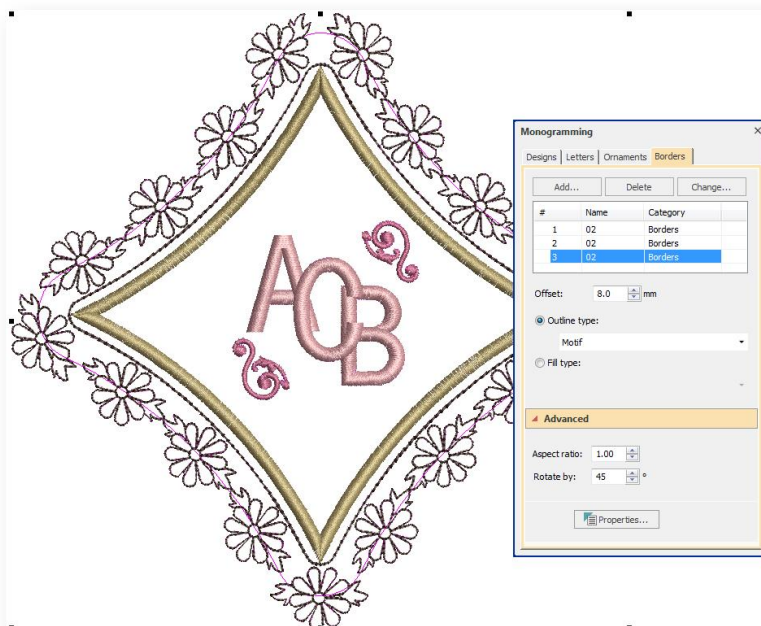 Monogramming
Designs Letters Ornaments Borders
Add... Delete Change...
# Name Category
1 02 Borders
2 02 Borders
3 02 Borders
Offset: 8.0 mm
Outline type:
Motif
Fill type:
Advanced
Aspect ratio: 1.00
Rotate by: 45 °
Properties...
AOB